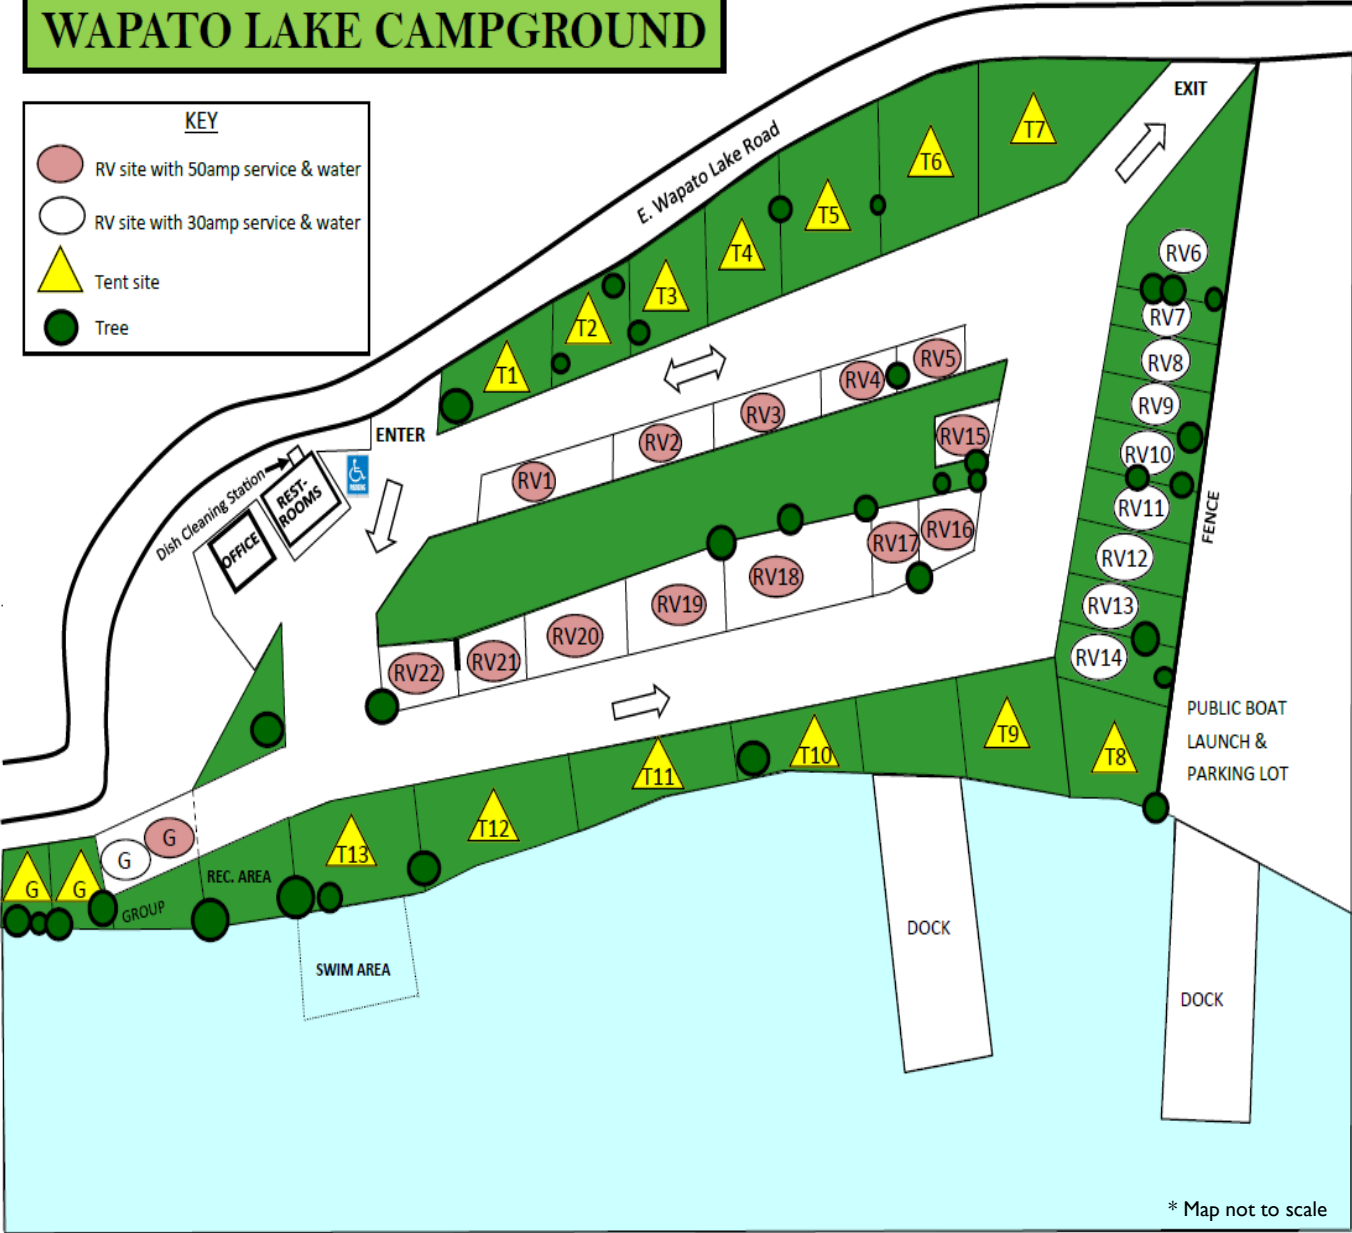 WAPATO LAKE CAMPGROUND
KEY
RV site with 50amp service & water
RV site with 30amp service & water
Tent site
Tree
E. Wapato Lake Road
EXIT
T7
T6
T5
T4
T3
T2
T1
ENTER
PARKING
Dish Cleaning Station
REST-
ROOMS
OFFICE
RV1
RV2
RV3
RV4
RV5
RV6
RV7
RV8
RV9
RV10
RV11
RV12
RV13
RV14
FENCE
RV15
RV16
RV17
RV18
RV19
RV20
RV21
RV22
PUBLIC BOAT
LAUNCH &
PARKING LOT
T8
T9
T10
T11
T12
T13
G
G
G
G
GROUP
REC. AREA
SWIM AREA
DOCK
DOCK
* Map not to scale